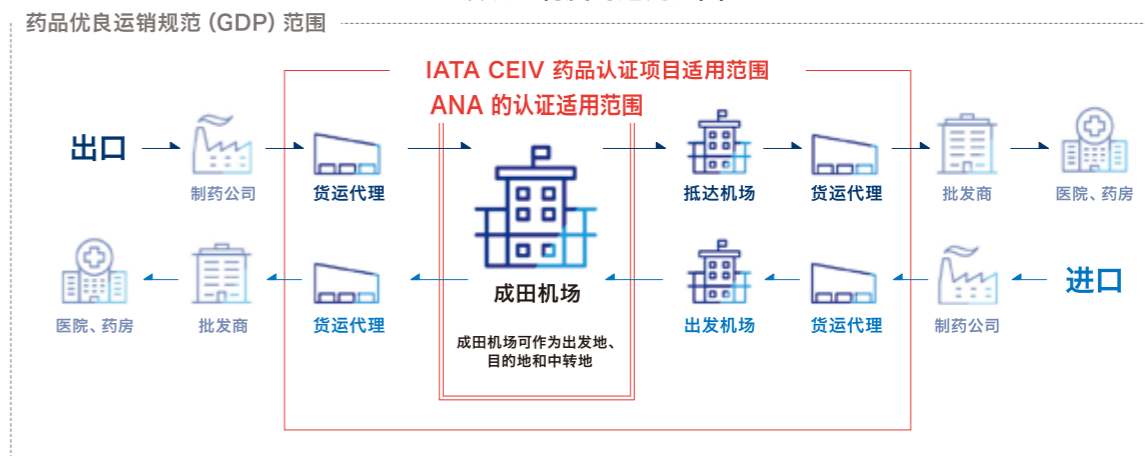 药品优良运销规范 (GDP) 范围
IATA CEIV 药品认证项目适用范围
ANA 的认证适用范围
出口
制药公司
货运代理
抵达机场
货运代理
批发商
医院、药房
成田机场
成田机场可作为出发地、
目的地和中转地
医院、药房
批发商
货运代理
出发机场
货运代理
制药公司
进口